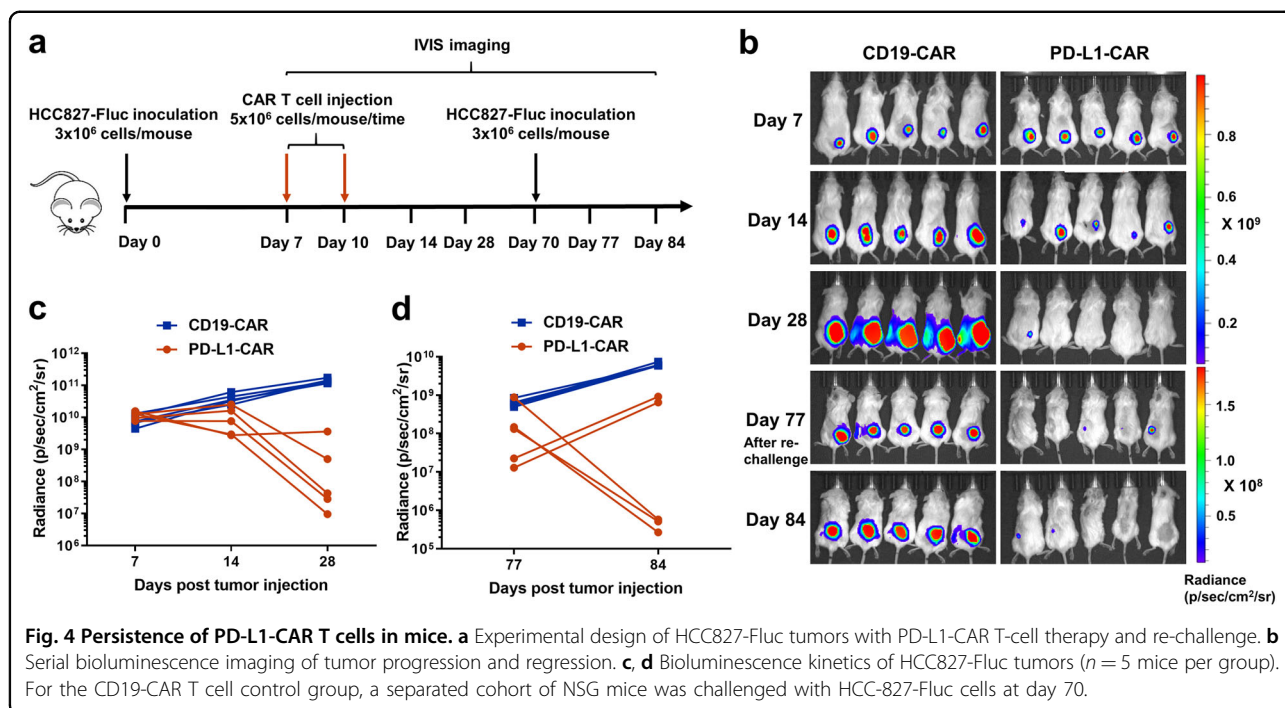 a
IVIS imaging
HCC827-Fluc inoculation
3x10⁶ cells/mouse
CAR T cell injection
5x10⁶ cells/mouse/time
HCC827-Fluc inoculation
3x10⁶ cells/mouse
Day 0
Day 7
Day 10
Day 14
Day 28
Day 70
Day 77
Day 84
b
CD19-CAR
PD-L1-CAR
Day 7
Day 14
Day 28
Day 77
After re-
challenge
Day 84
0.8
0.6
X 10⁹
0.4
0.2
1.5
1.0
X 10⁸
0.5
Radiance
(p/sec/cm²/sr)
c
CD19-CAR
PD-L1-CAR
Radiance (p/sec/cm²/sr)
10¹²
10¹¹
10¹⁰
10⁹
10⁸
10⁷
10⁶
7
14
28
Days post tumor injection
d
CD19-CAR
PD-L1-CAR
Radiance (p/sec/cm²/sr)
10¹⁰
10⁹
10⁸
10⁷
10⁶
10⁵
77
84
Days post tumor injection
Fig. 4 Persistence of PD-L1-CAR T cells in mice. a Experimental design of HCC827-Fluc tumors with PD-L1-CAR T-cell therapy and re-challenge. b
Serial bioluminescence imaging of tumor progression and regression. c, d Bioluminescence kinetics of HCC827-Fluc tumors (n = 5 mice per group).
For the CD19-CAR T cell control group, a separated cohort of NSG mice was challenged with HCC-827-Fluc cells at day 70.